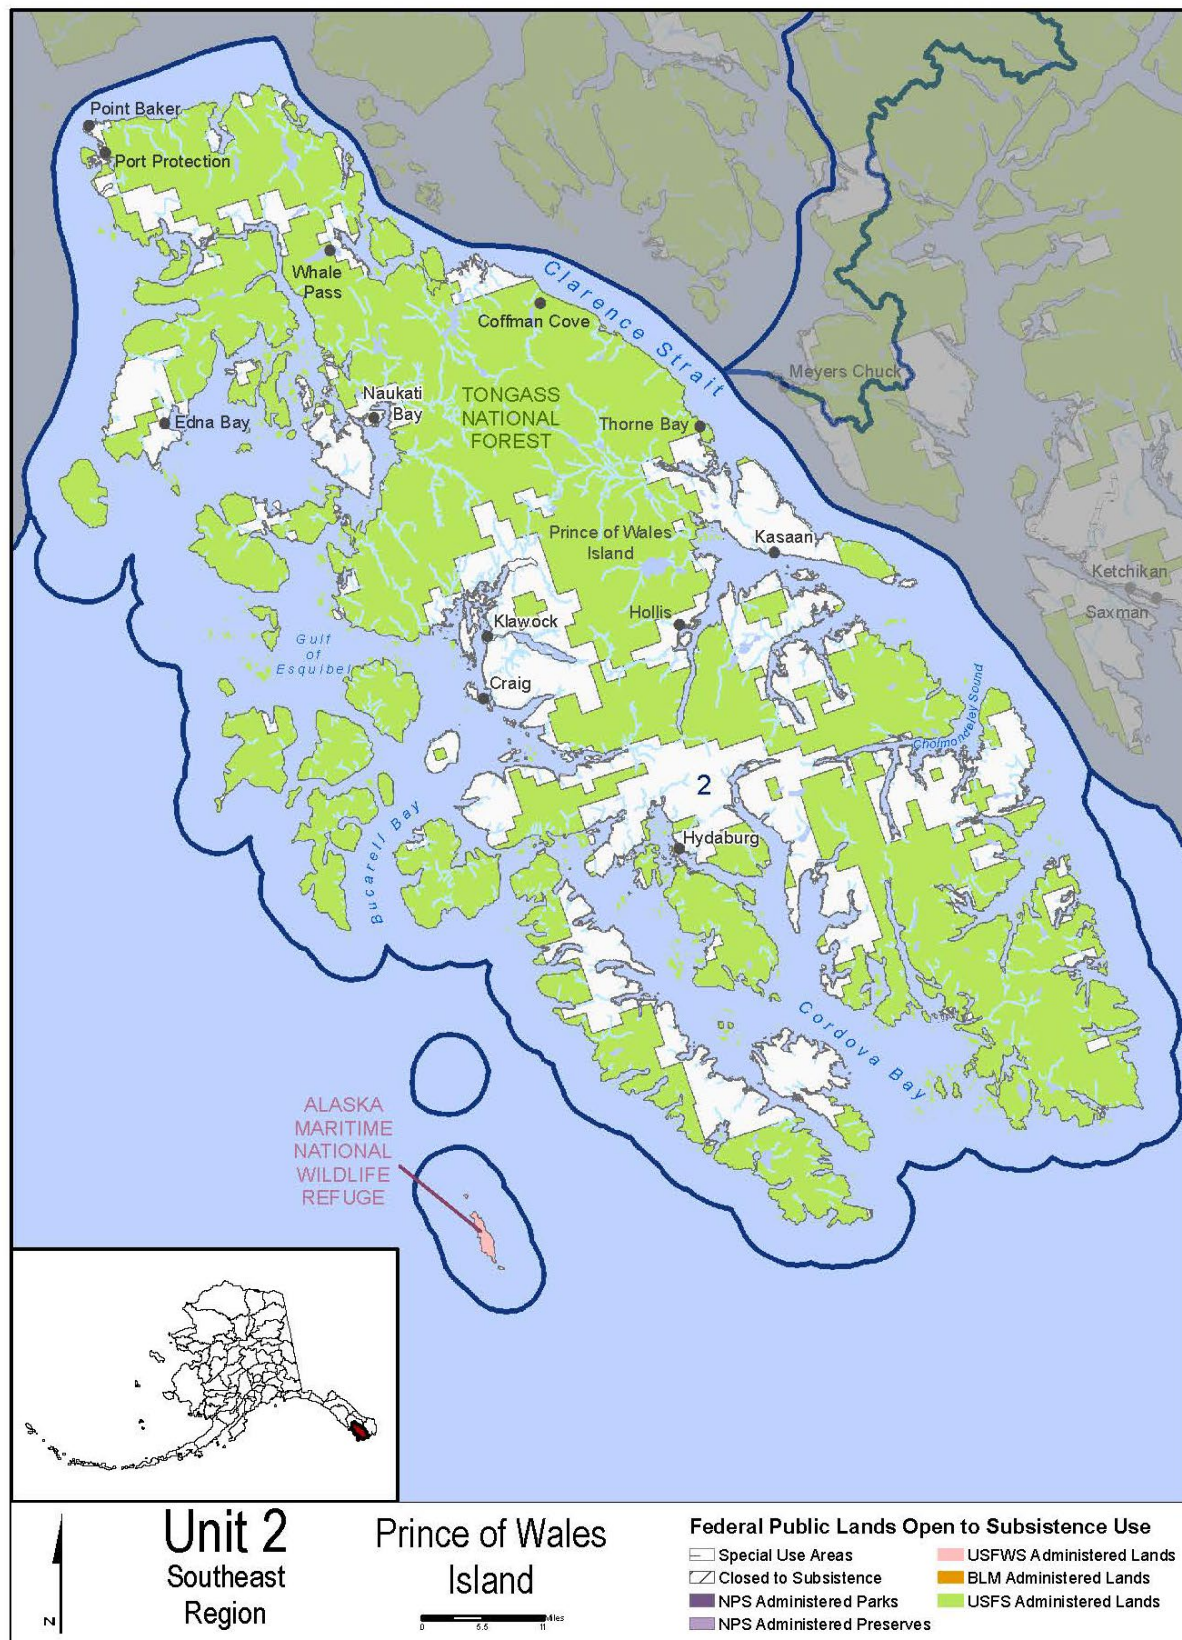 Point Baker
Port Protection
Whale
Pass
Coffman Cove
Clarence Strait
Meyers Chuck
Naukati
Bay
TONGASS
NATIONAL
FOREST
Edna Bay
Thorne Bay
Prince of Wales
Island
Kasaan
Ketchikan
Saxman
Hollis
Klawock
Gulf
of
Esquibel
Craig
Cholmondeley Sound
2
Bucareli Bay
Hydaburg
Cordova Bay
ALASKA
MARITIME
NATIONAL
WILDLIFE
REFUGE
N
Unit 2
Southeast
Region
Prince of Wales
Island
0 5.5 11 Miles
Federal Public Lands Open to Subsistence Use
Special Use Areas
Closed to Subsistence
NPS Administered Parks
NPS Administered Preserves
USFWS Administered Lands
BLM Administered Lands
USFS Administered Lands